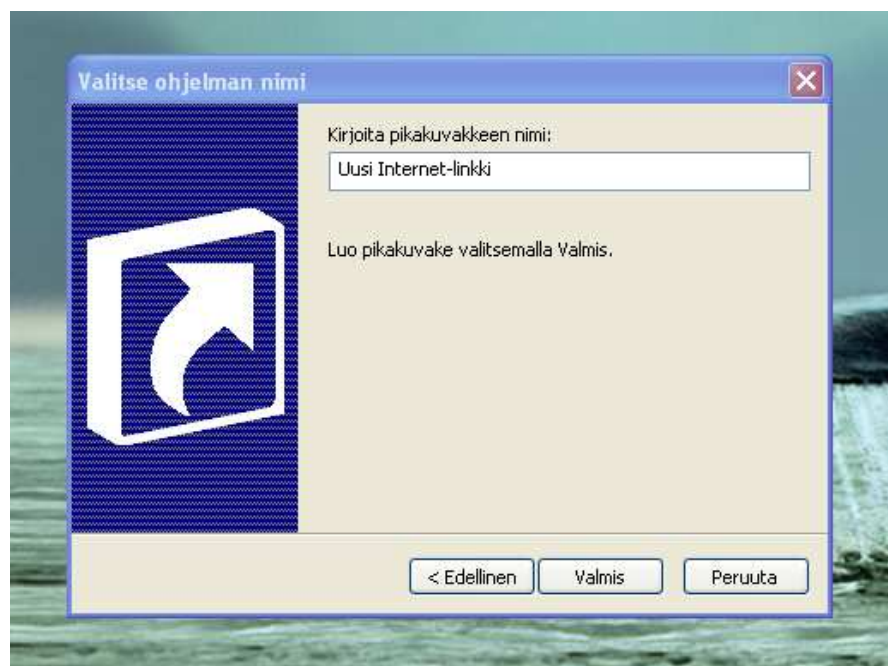 Valitse ohjelman nimi
Kirjoita pikakuvakkeen nimi:
Uusi Internet-linkki
Luo pikakuvake valitsemalla Valmis.
< Edellinen
Valmis
Peruuta